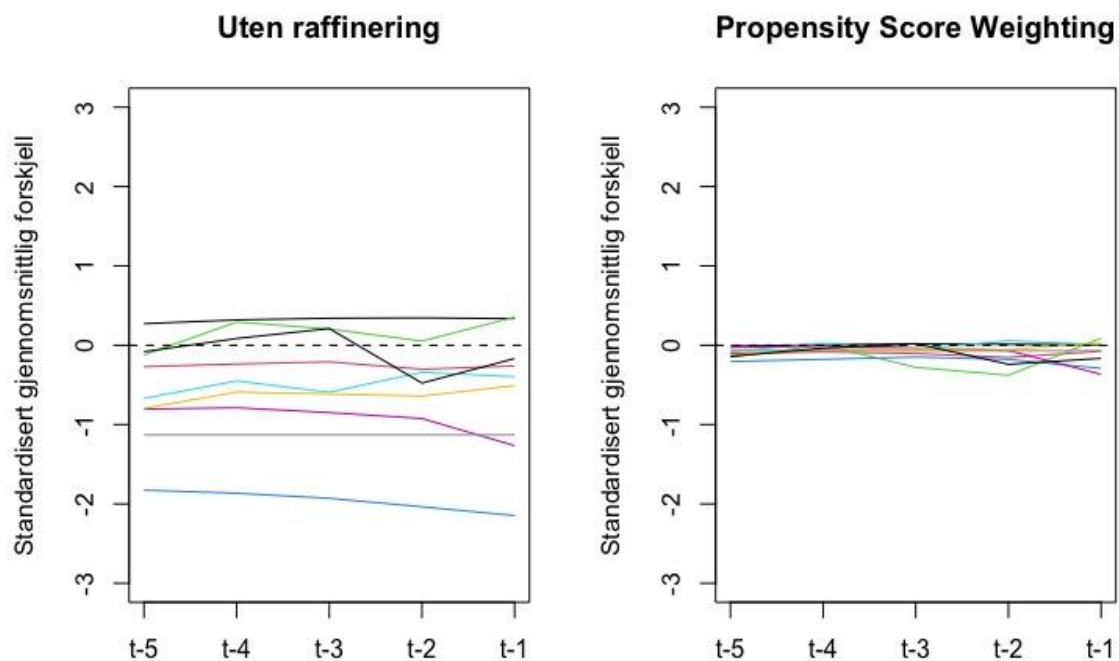 Uten raffinering
Standardisert gjennomsnittlig forskjell
3
2
1
0
-1
-2
-3
t-5 t-4 t-3 t-2 t-1
Propensity Score Weighting
Standardisert gjennomsnittlig forskjell
3
2
1
0
-1
-2
-3
t-5 t-4 t-3 t-2 t-1